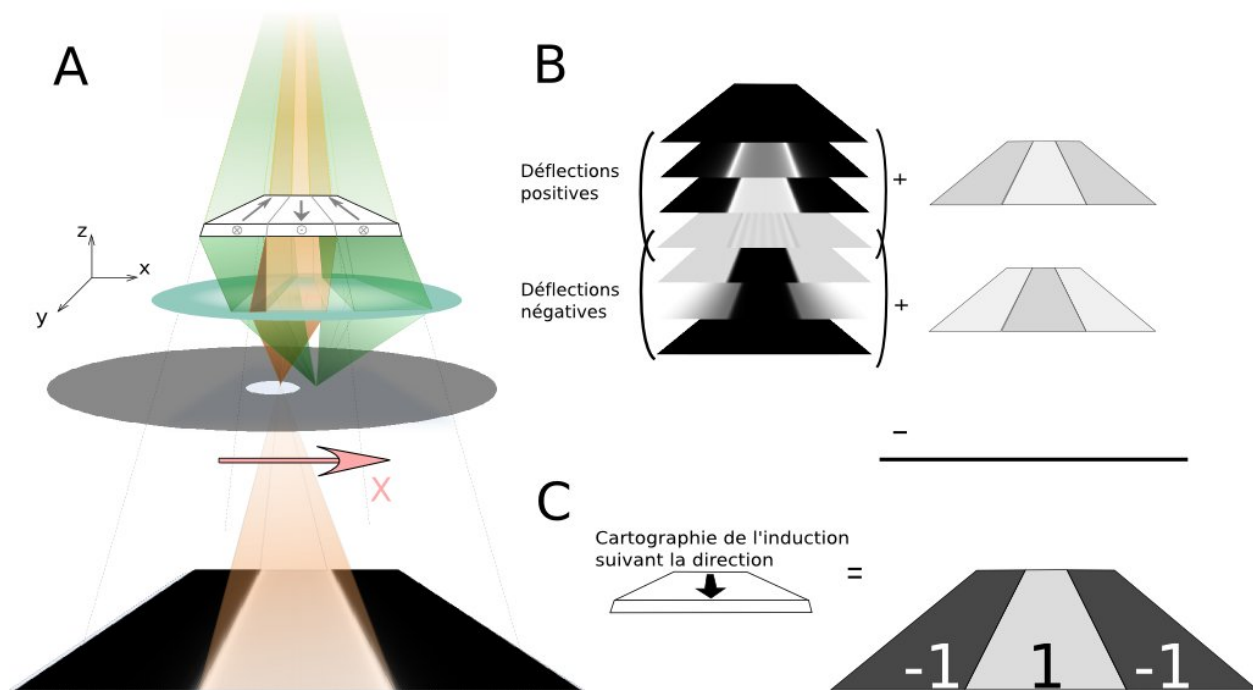 A
z
x
y
X
B
Déflections
positives
+
Déflections
négatives
+
–
C
Cartographie de l'induction
suivant la direction
=
-1 1 -1